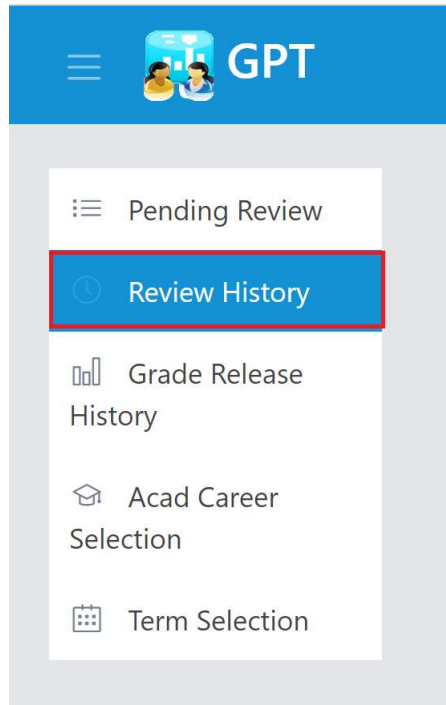 GPT
Pending Review
Review History
Grade Release
History
Acad Career
Selection
Term Selection